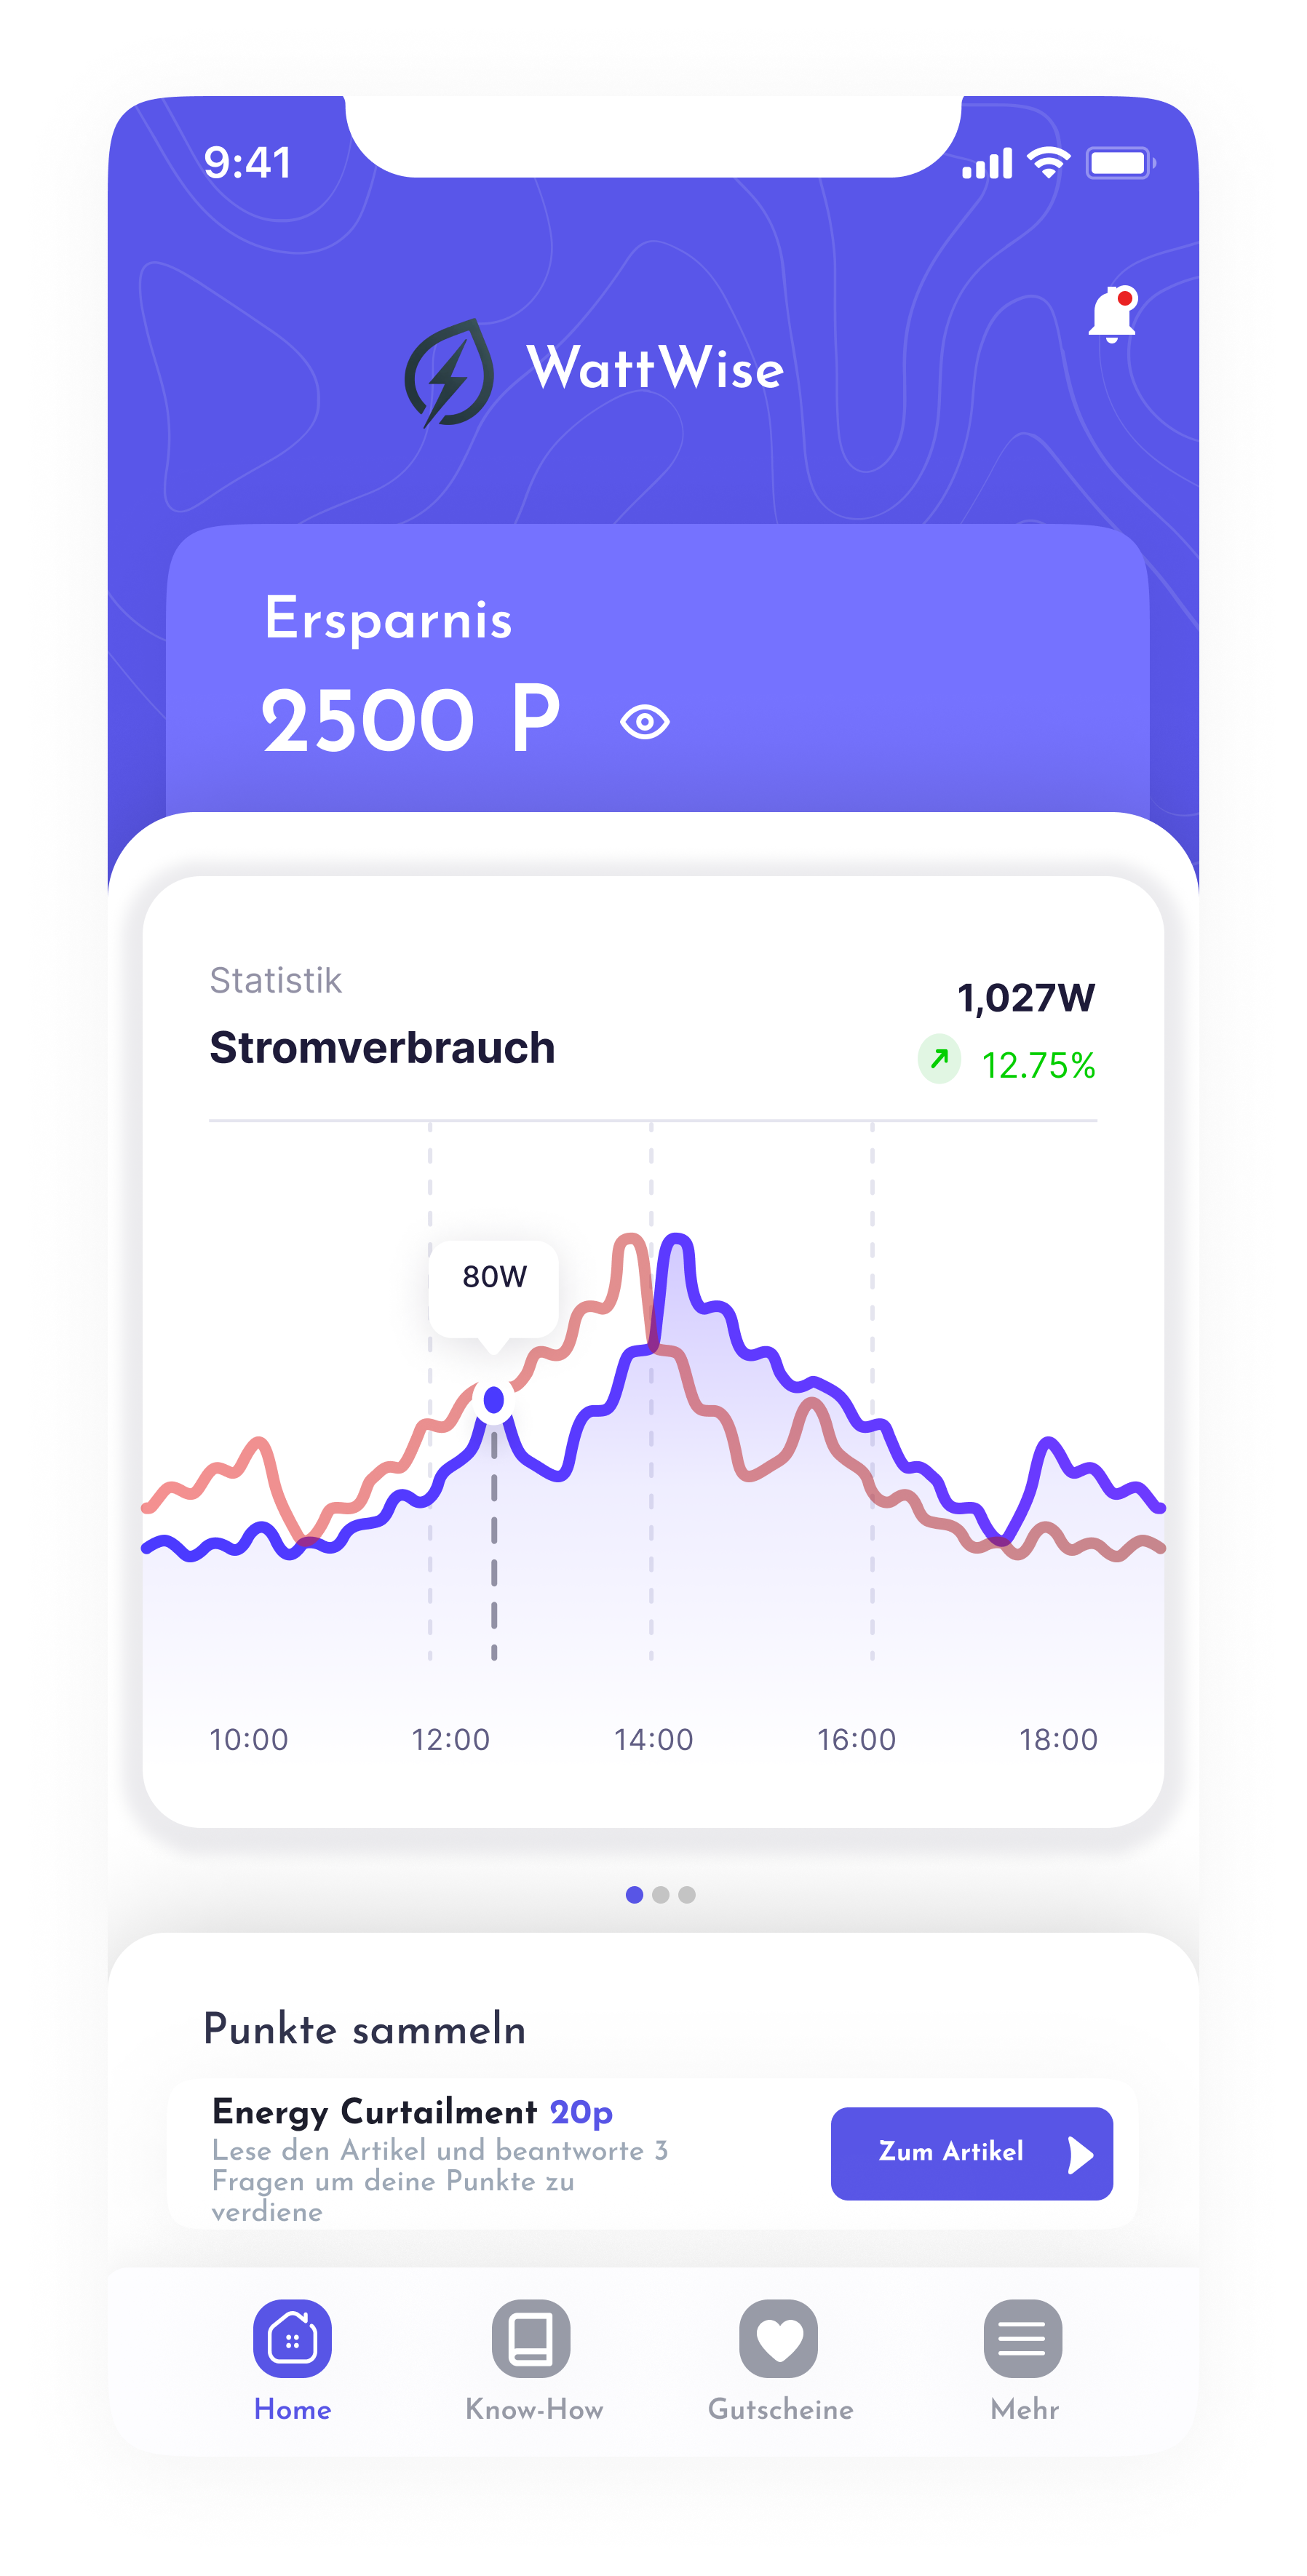 9:41
WattWise
Ersparnis
2500 P
Statistik
1,027W
Stromverbrauch
12.75%
80W
10:00 12:00 14:00 16:00 18:00
Punkte sammeln
Energy Curtailment 20p
Lese den Artikel und beantworte 3
Fragen um deine Punkte zu
verdiene
Zum Artikel
Home Know-How Gutscheine Mehr